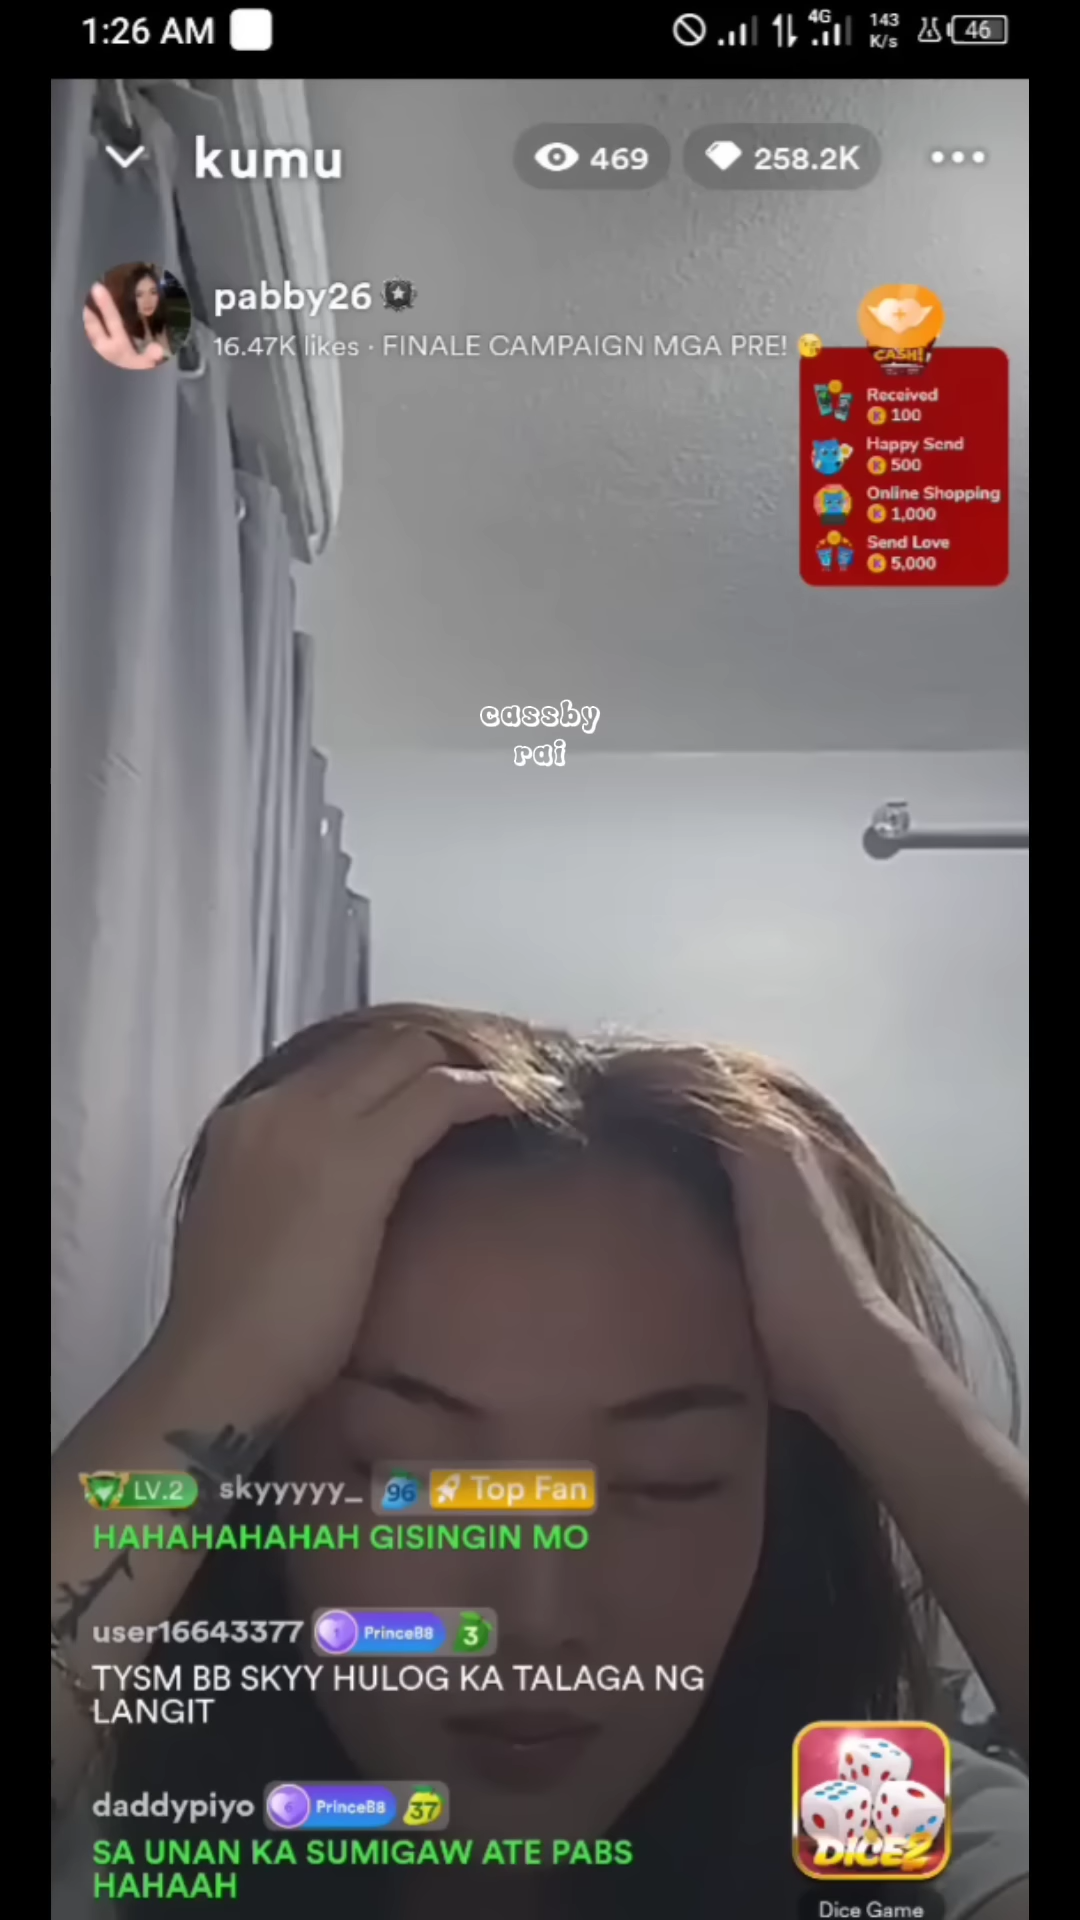 1:26 AM
4G
143
K/s
46
kumu
469
258.2K
pabby26
16.47K likes · FINALE CAMPAIGN MGA PRE!
CASH!
Received
K 100
Happy Send
K 500
Online Shopping
K 1,000
Send Love
K 5,000
cassby
rai
LV.2 skyyyyy_ 96 Top Fan
HAHAHAHAHAH GISINGIN MO
user16643377 PrinceB8 3
TYSM BB SKYY HULOG KA TALAGA NG
LANGIT
daddypiyo PrinceB8 37
SA UNAN KA SUMIGAW ATE PABS
HAHAAH
DICE2
Dice Game